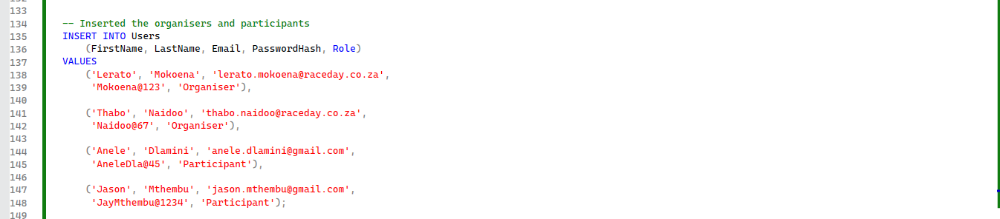 133
134 -- Inserted the organisers and participants
135 INSERT INTO Users
136 (FirstName, LastName, Email, PasswordHash, Role)
137 VALUES
138 ('Lerato', 'Mokoena', 'lerato.mokoena@raceday.co.za',
139 'Mokoena@123', 'Organiser'),
140
141 ('Thabo', 'Naidoo', 'thabo.naidoo@raceday.co.za',
142 'Naidoo@67', 'Organiser'),
143
144 ('Anele', 'Dlamini', 'anele.dlamini@gmail.com',
145 'AneleDla@45', 'Participant'),
146
147 ('Jason', 'Mthembu', 'jason.mthembu@gmail.com',
148 'JayMthembu@1234', 'Participant');
149